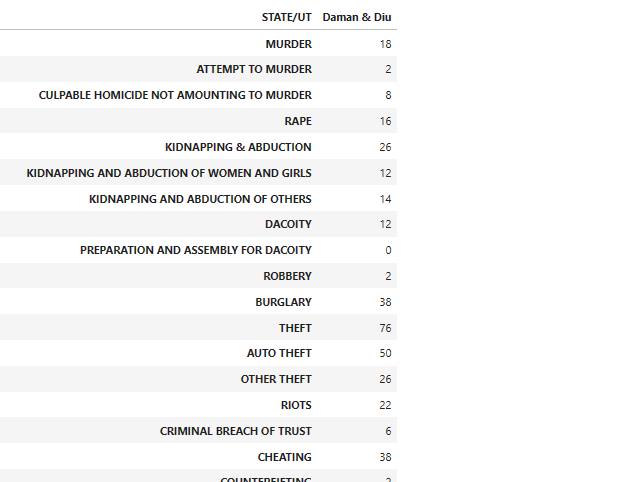 STATE/UT Daman & Diu
MURDER 18
ATTEMPT TO MURDER 2
CULPABLE HOMICIDE NOT AMOUNTING TO MURDER 8
RAPE 16
KIDNAPPING & ABDUCTION 26
KIDNAPPING AND ABDUCTION OF WOMEN AND GIRLS 12
KIDNAPPING AND ABDUCTION OF OTHERS 14
DACOITY 12
PREPARATION AND ASSEMBLY FOR DACOITY 0
ROBBERY 2
BURGLARY 38
THEFT 76
AUTO THEFT 50
OTHER THEFT 26
RIOTS 22
CRIMINAL BREACH OF TRUST 6
CHEATING 38
COUNTERFEITING 2